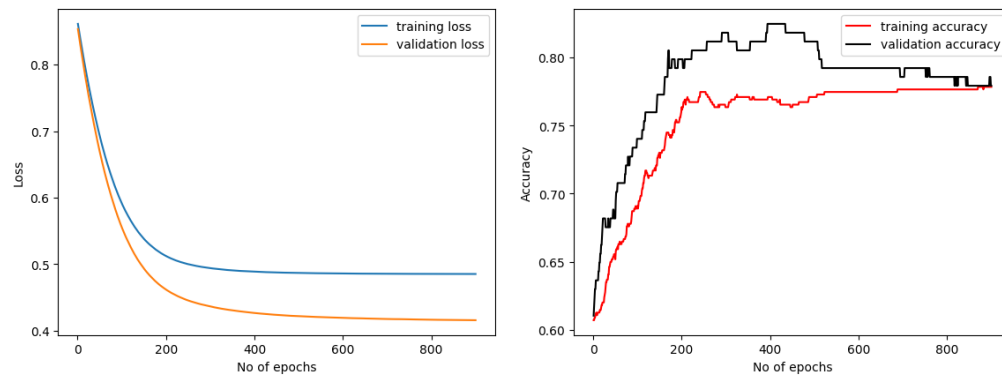 training loss
validation loss
0.8
0.7
0.6
0.5
0.4
Loss
0
200
400
600
800
No of epochs
training accuracy
validation accuracy
0.80
0.75
0.70
0.65
0.60
Accuracy
0
200
400
600
800
No of epochs